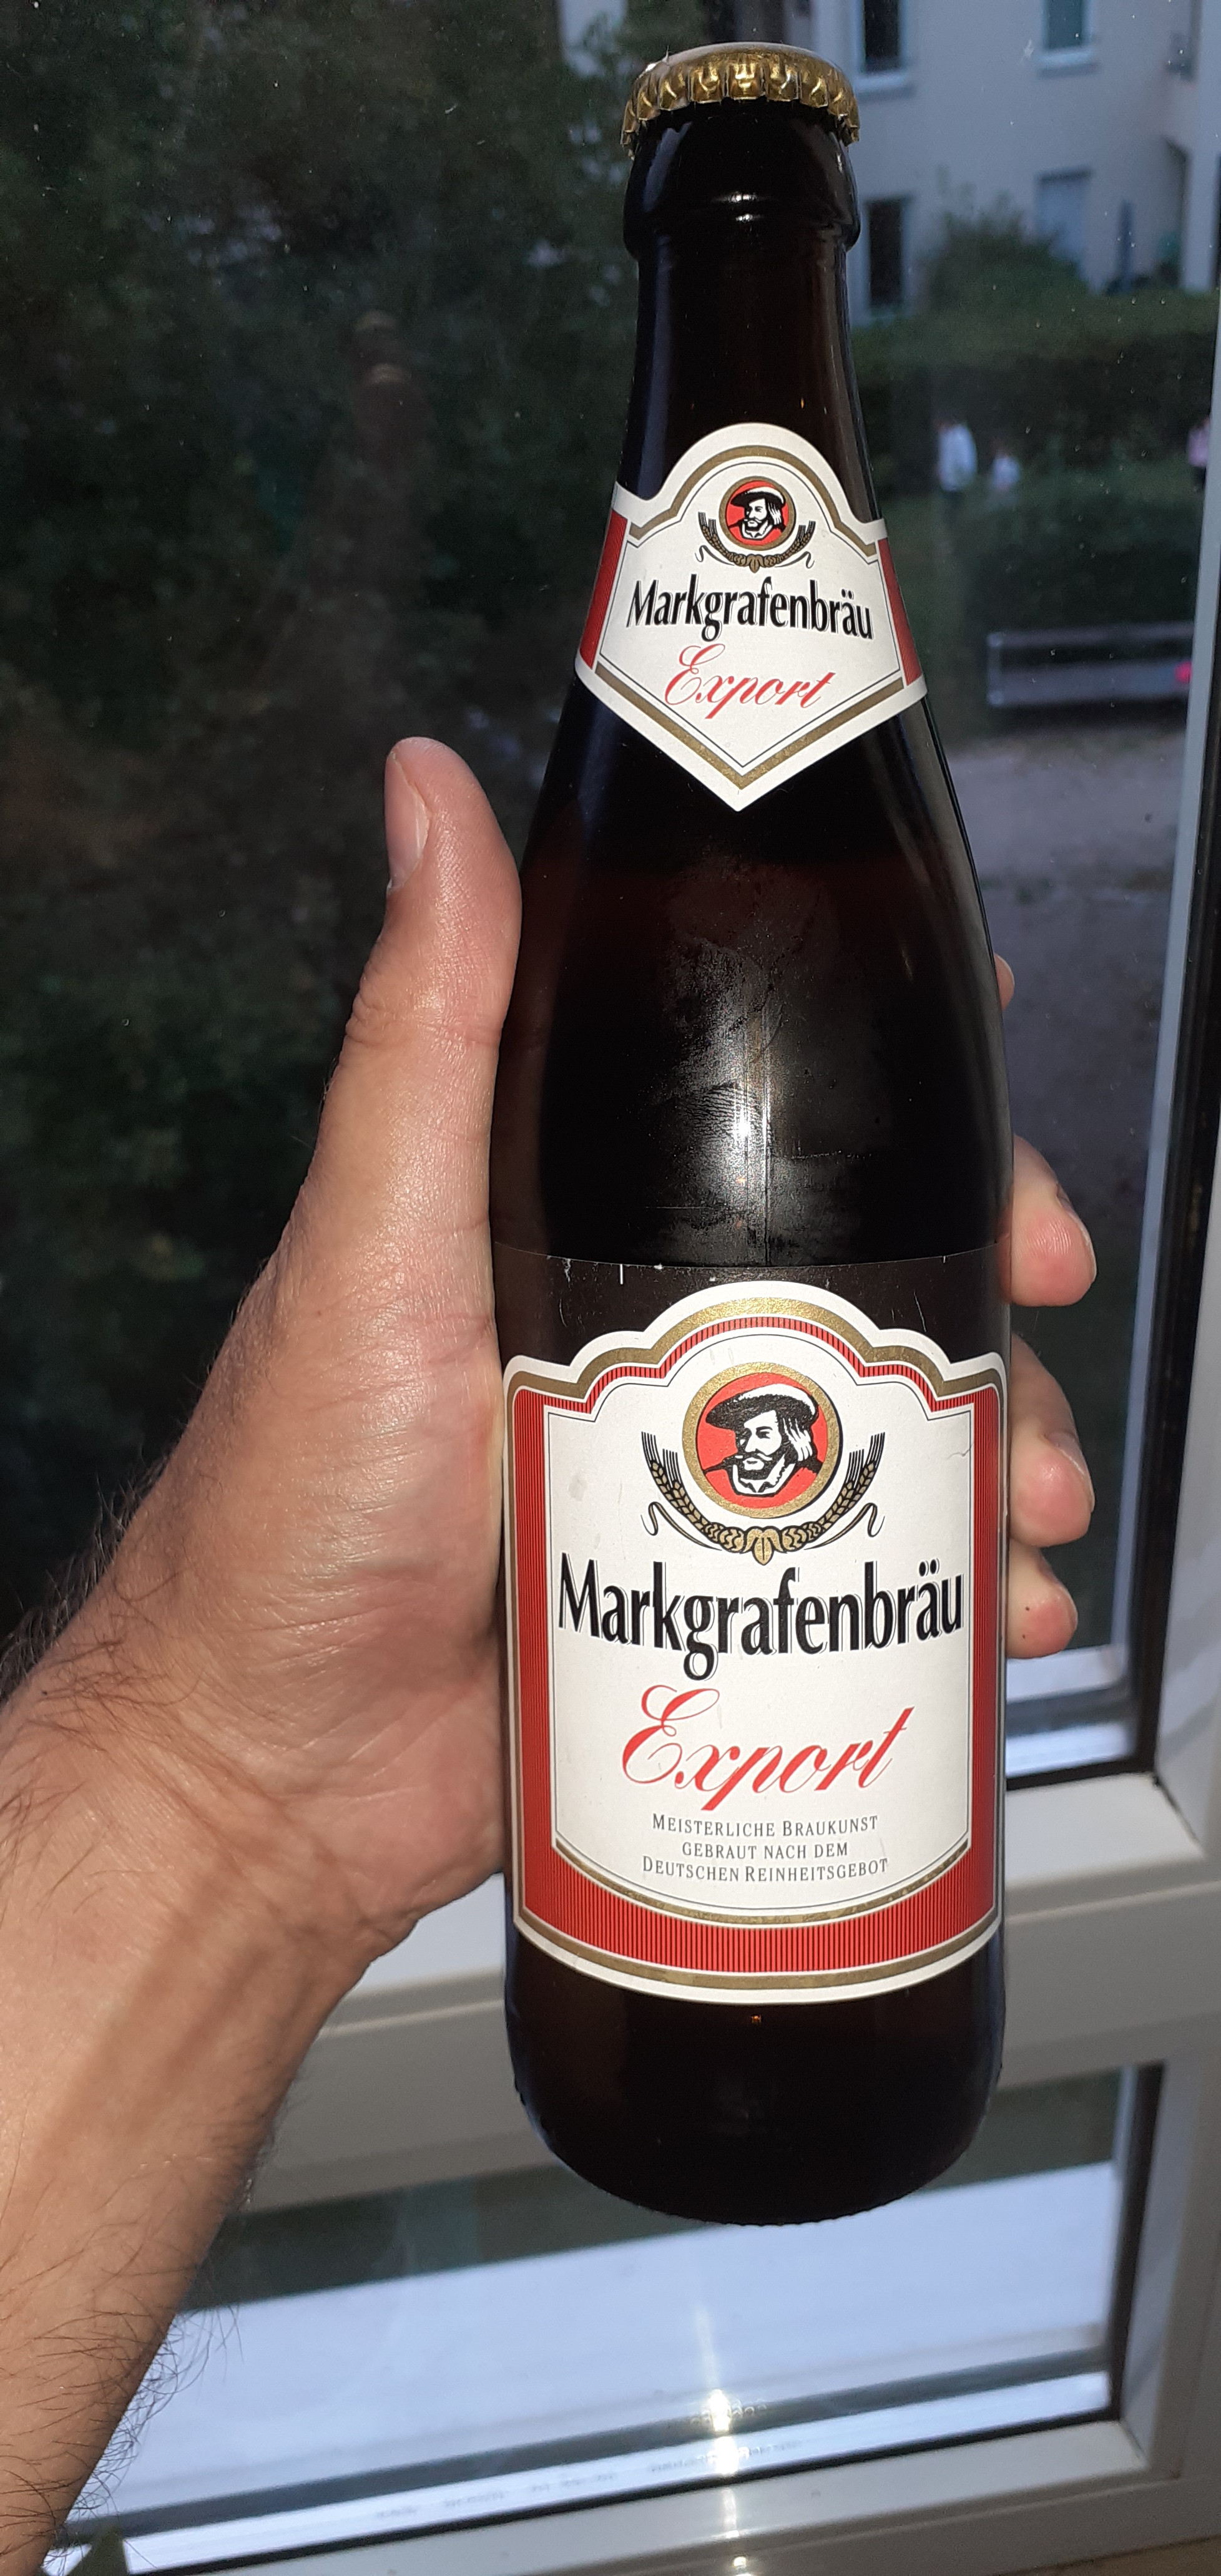 Markgrafenbräu
Export
Markgrafenbräu
Export
MEISTERLICHE BRAUKUNST
GEBRAUT NACH DEM
DEUTSCHEN REINHEITSGEBOT